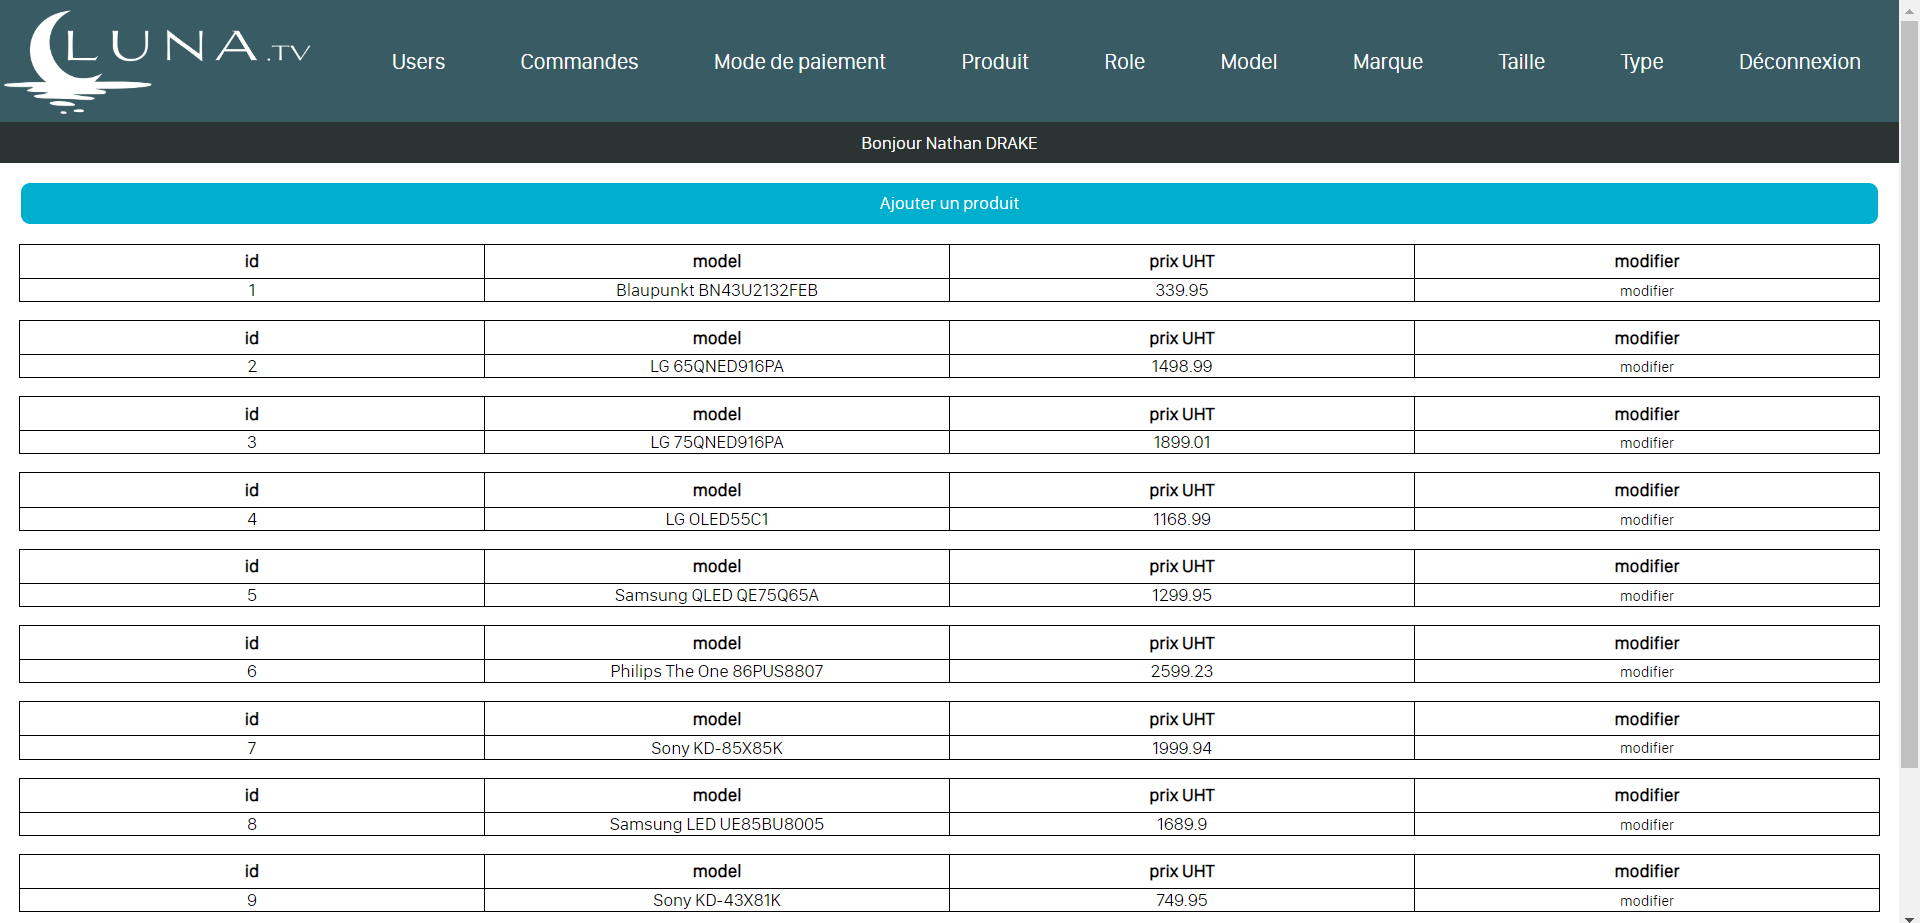 LUNA.TV
Users Commandes Mode de paiement Produit Role Model Marque Taille Type Déconnexion
Bonjour Nathan DRAKE
Ajouter un produit
id model prix UHT modifier
1 Blaupunkt BN43U2132FEB 339.95 modifier
id model prix UHT modifier
2 LG 65QNED916PA 1498.99 modifier
id model prix UHT modifier
3 LG 75QNED916PA 1899.01 modifier
id model prix UHT modifier
4 LG OLED55C1 1168.99 modifier
id model prix UHT modifier
5 Samsung QLED QE75Q65A 1299.95 modifier
id model prix UHT modifier
6 Philips The One 86PUS8807 2599.23 modifier
id model prix UHT modifier
7 Sony KD-85X85K 1999.94 modifier
id model prix UHT modifier
8 Samsung LED UE85BU8005 1689.9 modifier
id model prix UHT modifier
9 Sony KD-43X81K 749.95 modifier